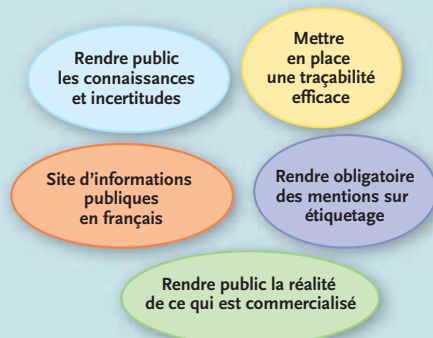 Rendre public
les connaissances
et incertitudes
Mettre
en place
une traçabilité
efficace
Site d'informations
publiques
en français
Rendre obligatoire
des mentions sur
étiquetage
Rendre public la réalité
de ce qui est commercialisé